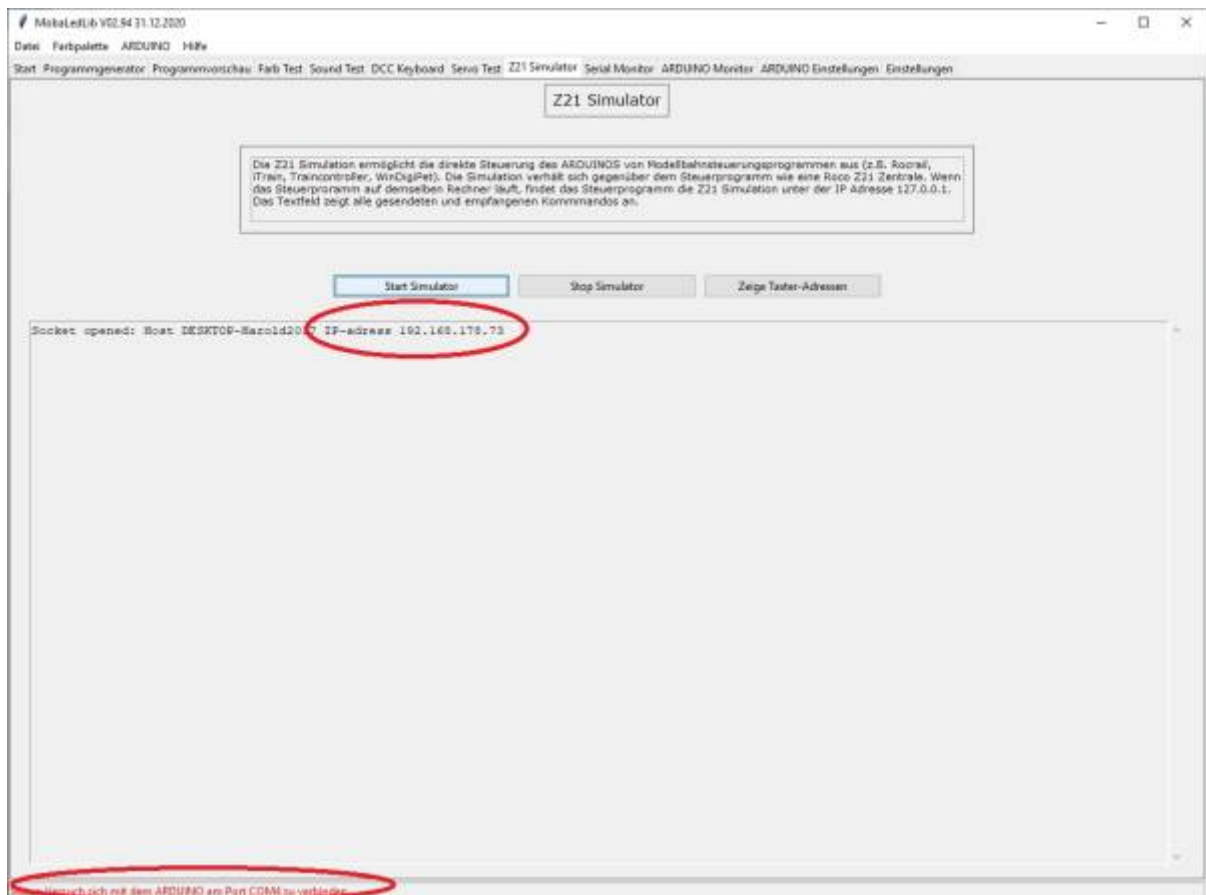 MobaLedLib V02.94 31.12.2020
Datei Farbpalette ARDUINO Hilfe
Start Programmgenerator Programmvorschau Farb Test Sound Test DCC Keyboard Servo Test Z21 Simulator Serial Monitor ARDUINO Monitor ARDUINO Einstellungen Einstellungen
Z21 Simulator
Die Z21 Simulation ermöglicht die direkte Steuerung des ARDUINOS von Modellbahnsteuerungsprogrammen aus (z.B. Rocrail,
iTrain, Traincontroller, WinDigiPet). Die Simulation verhält sich gegenüber dem Steuerprogramm wie eine Roco Z21 Zentrale. Wenn
das Steuerproramm auf demselben Rechner läuft, findet das Steuerprogramm die Z21 Simulation unter der IP Adresse 127.0.0.1.
Das Textfeld zeigt alle gesendeten und empfangenen Kommmandos an.
Start Simulator Stop Simulator Zeige Taster-Adressen
Socket opened: Host DESKTOP-Harold2017 IP-adress 192.168.178.73
Versuch sich mit dem ARDUINO am Port COM4 zu verbinden